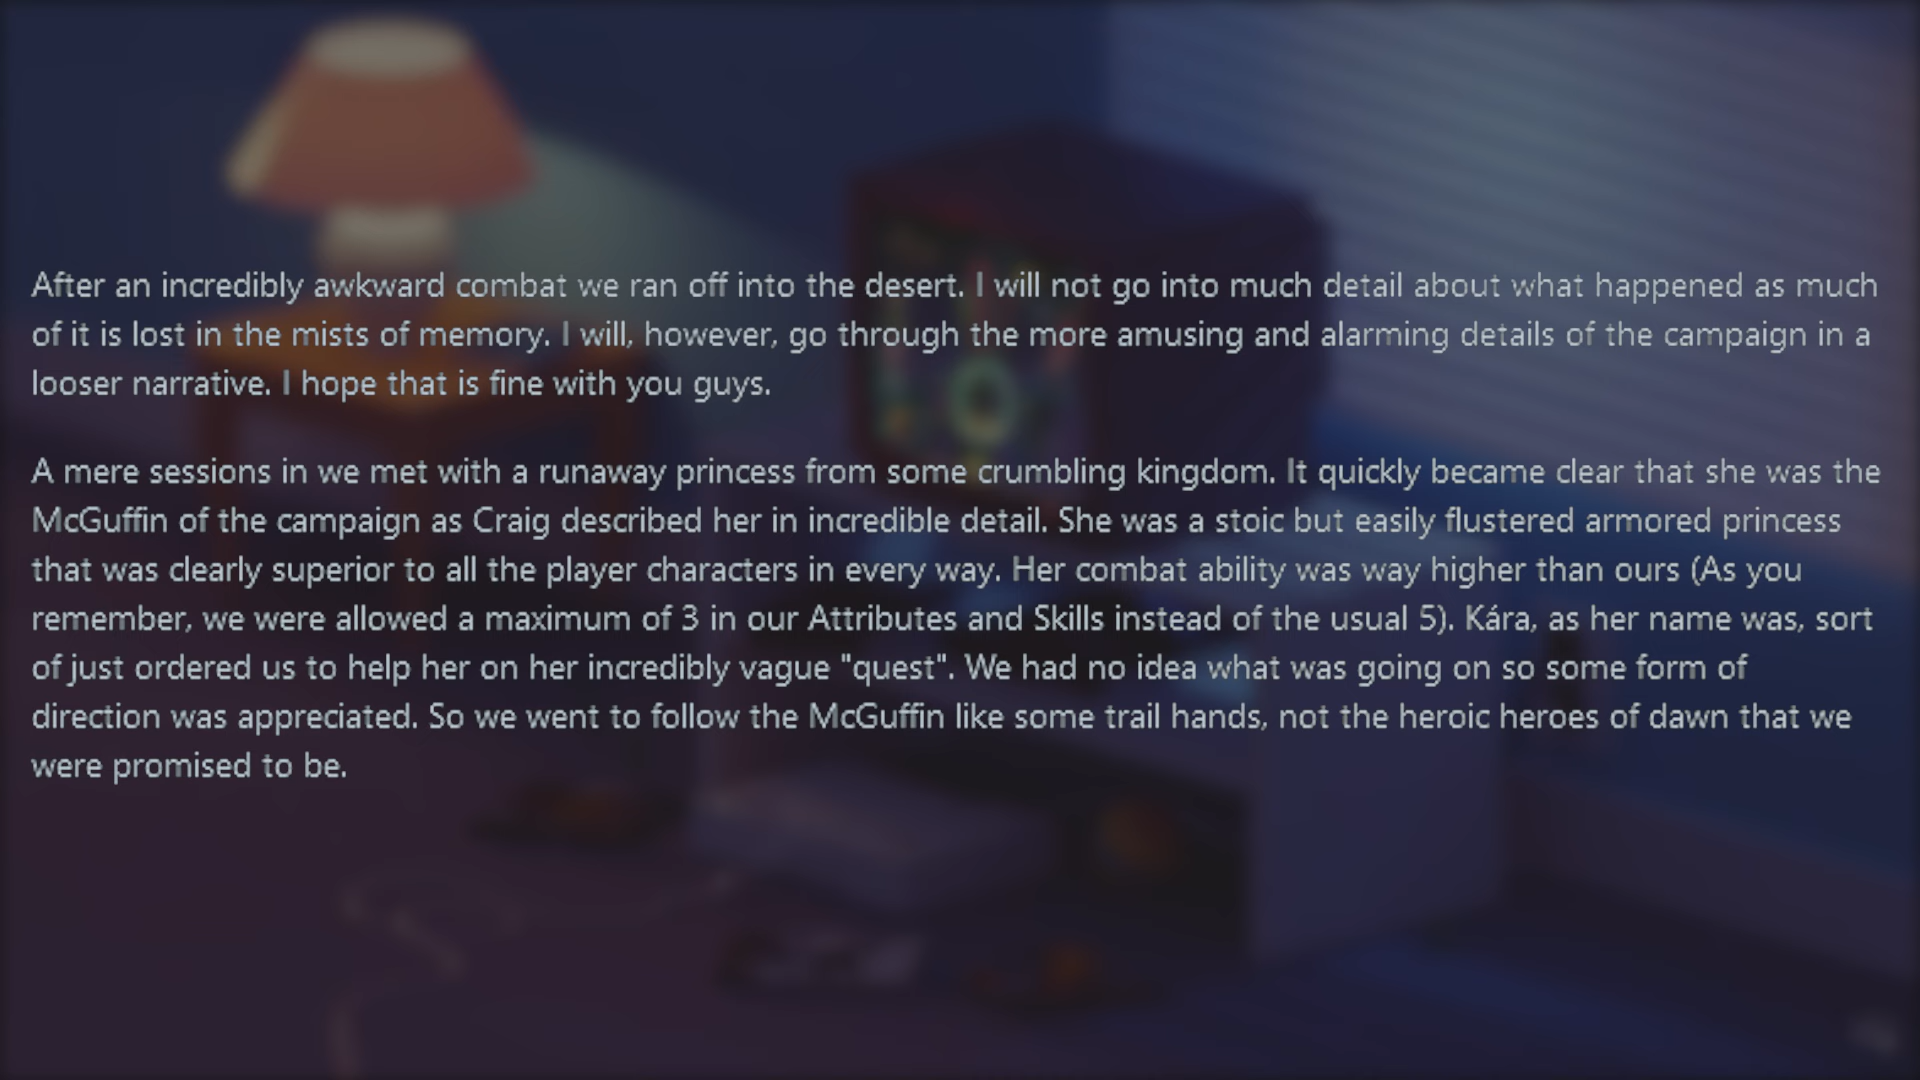 After an incredibly awkward combat we ran off into the desert. I will not go into much detail about what happened as much
of it is lost in the mists of memory. I will, however, go through the more amusing and alarming details of the campaign in a
looser narrative. I hope that is fine with you guys.
A mere sessions in we met with a runaway princess from some crumbling kingdom. It quickly became clear that she was the
McGuffin of the campaign as Craig described her in incredible detail. She was a stoic but easily flustered armored princess
that was clearly superior to all the player characters in every way. Her combat ability was way higher than ours (As you
remember, we were allowed a maximum of 3 in our Attributes and Skills instead of the usual 5). Kára, as her name was, sort
of just ordered us to help her on her incredibly vague "quest". We had no idea what was going on so some form of
direction was appreciated. So we went to follow the McGuffin like some trail hands, not the heroic heroes of dawn that we
were promised to be.